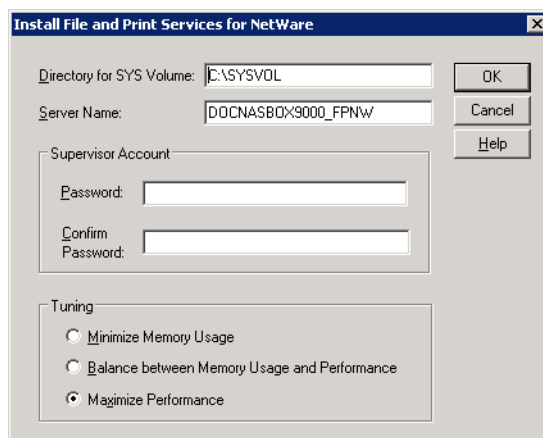 Install File and Print Services for NetWare
Directory for SYS Volume: C:\SYSVOL
OK
Server Name: DOCNASBOX9000_FPNW
Cancel
Help
Supervisor Account
Password:
Confirm
Password:
Tuning
Minimize Memory Usage
Balance between Memory Usage and Performance
Maximize Performance